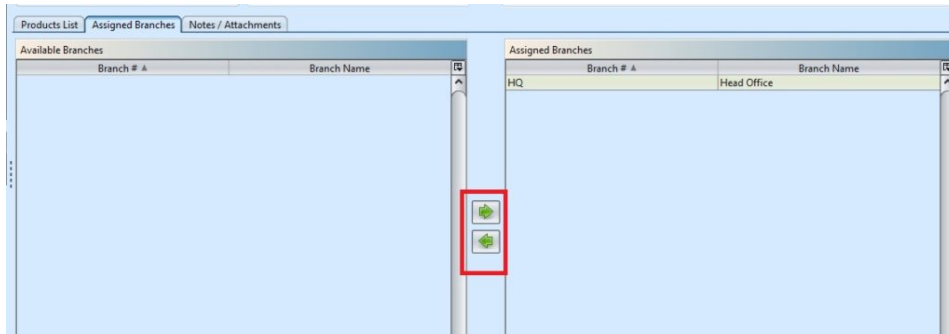 Products List Assigned Branches Notes / Attachments
Available Branches
Branch # Branch Name
Assigned Branches
Branch # Branch Name
HQ Head Office